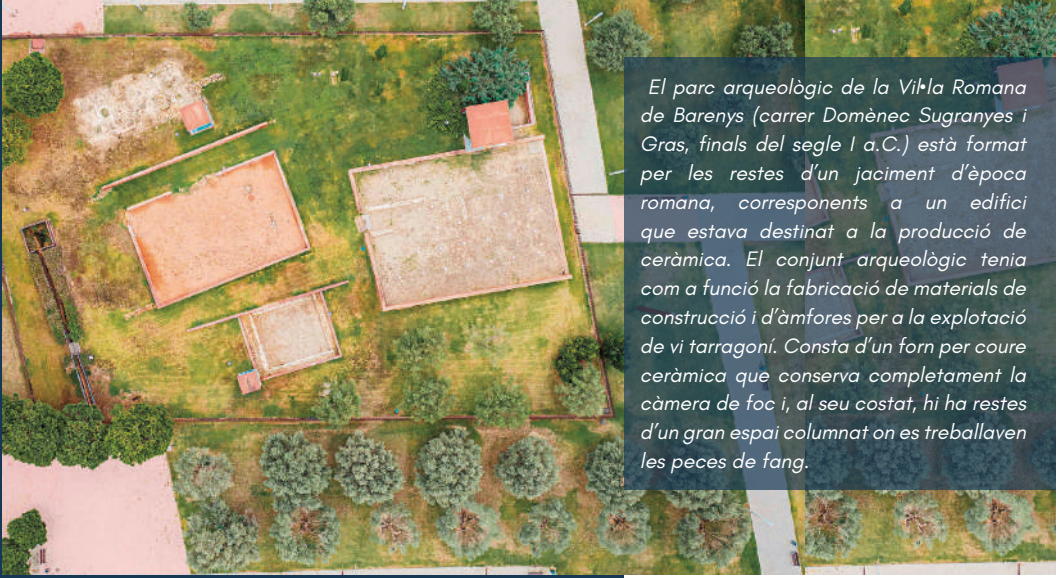 El parc arqueològic de la Vil•la Romana
de Barenys (carrer Domènec Sugranyes i
Gras, finals del segle I a.C.) està format
per les restes d’un jaciment d’època
romana, corresponents a un edifici
que estava destinat a la producció de
ceràmica. El conjunt arqueològic tenia
com a funció la fabricació de materials de
construcció i d’àmfores per a la explotació
de vi tarragoní. Consta d’un forn per coure
ceràmica que conserva completament la
càmera de foc i, al seu costat, hi ha restes
d’un gran espai columnat on es treballaven
les peces de fang.